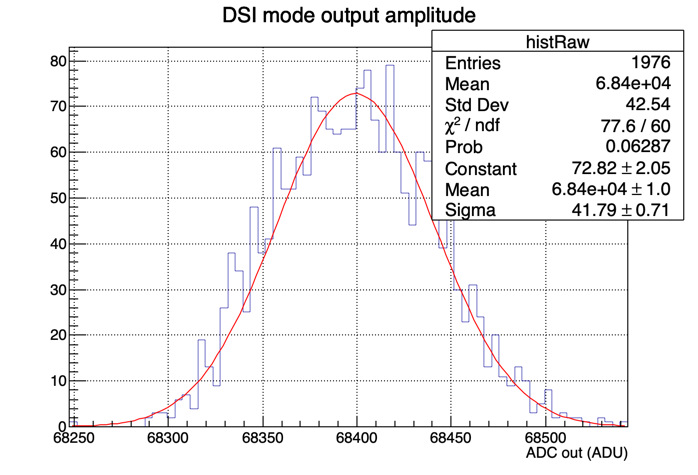 DSI mode output amplitude
histRaw
Entries 1976
Mean 6.84e+04
Std Dev 42.54
χ² / ndf 77.6 / 60
Prob 0.06287
Constant 72.82 ± 2.05
Mean 6.84e+04 ± 1.0
Sigma 41.79 ± 0.71
80
70
60
50
40
30
20
10
0
68250 68300 68350 68400 68450 68500
ADC out (ADU)